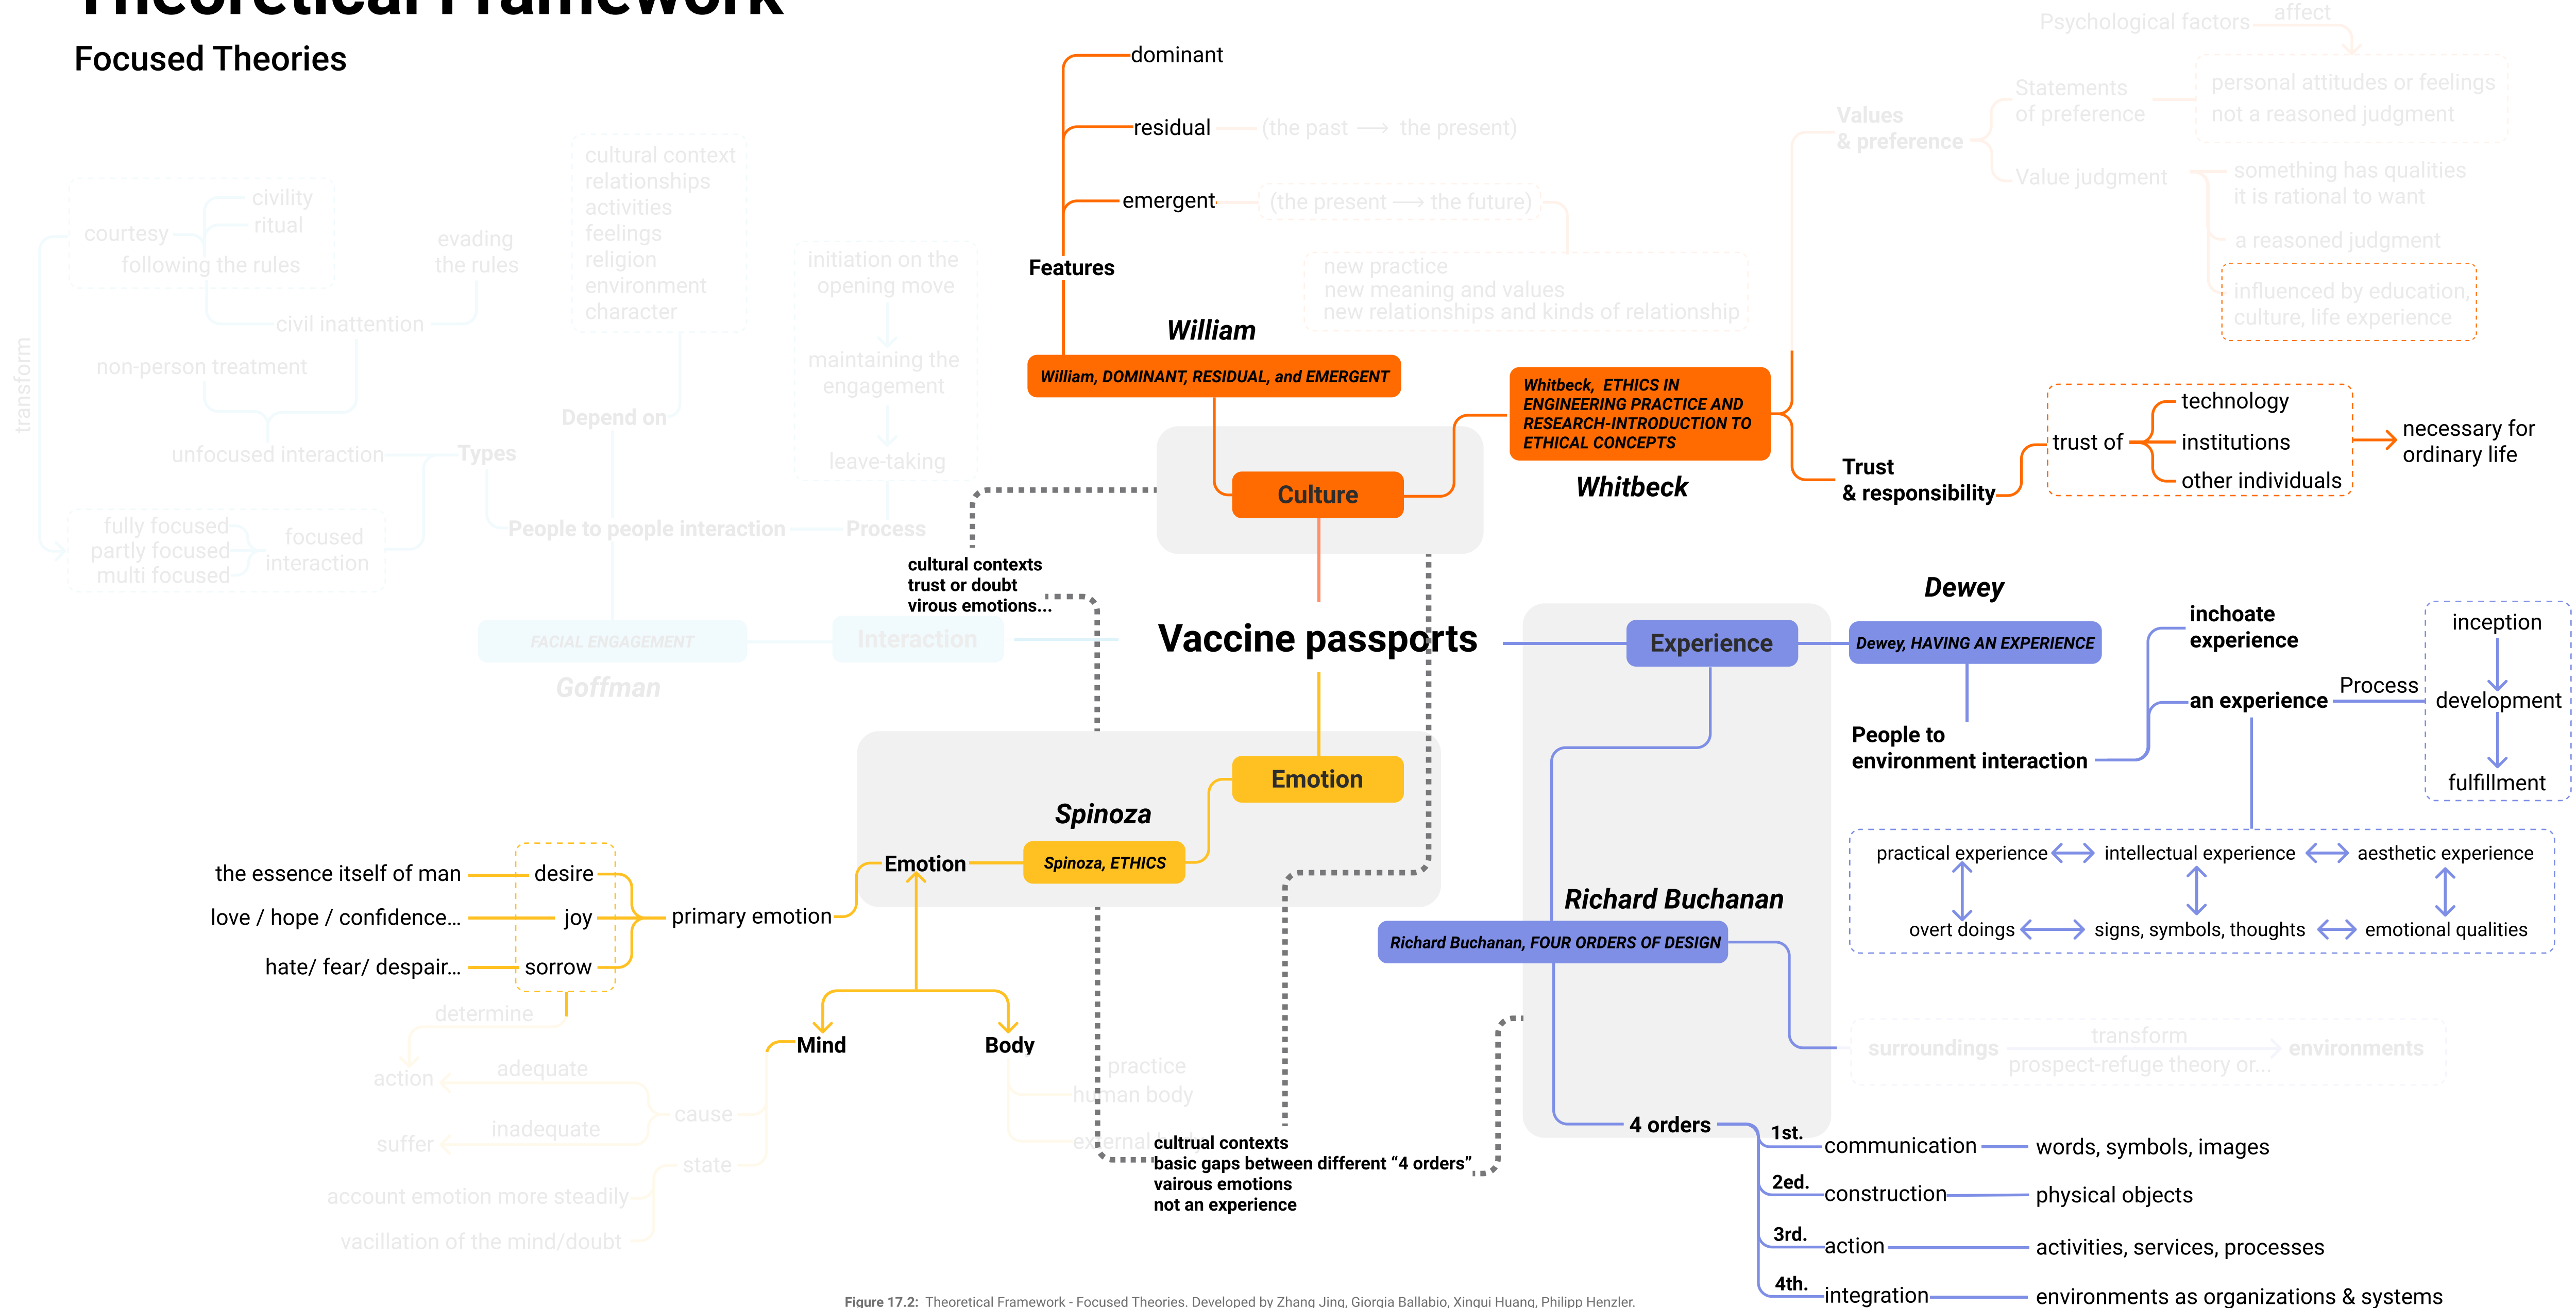 Theoretical Framework
Focused Theories
dominant
residual
(the past → the present)
emergent
(the present → the future)
new practice
new meaning and values
new relationships and kinds of relationship
Features
William
William, DOMINANT, RESIDUAL, and EMERGENT
Culture
Whitbeck, ETHICS IN
ENGINEERING PRACTICE AND
RESEARCH-INTRODUCTION TO
ETHICAL CONCEPTS
Whitbeck
Psychological factors
affect
Values
& preference
Statements
of preference
personal attitudes or feelings
not a reasoned judgment
Value judgment
something has qualities
it is rational to want
a reasoned judgment
influenced by education,
culture, life experience
Trust
& responsibility
trust of
technology
institutions
other individuals
necessary for
ordinary life
transform
courtesy
civility
ritual
following the rules
evading
the rules
civil inattention
non-person treatment
unfocused interaction
Types
fully focused
partly focused
multi focused
focused
interaction
cultural context
relationships
activities
feelings
religion
environment
character
Depend on
initiation on the
opening move
maintaining the
engagement
leave-taking
People to people interaction
Process
FACIAL ENGAGEMENT
Goffman
Interaction
cultural contexts
trust or doubt
virous emotions...
Vaccine passports
Experience
Dewey
Dewey, HAVING AN EXPERIENCE
People to
environment interaction
inchoate
experience
an experience
Process
inception
development
fulfillment
practical experience
intellectual experience
aesthetic experience
overt doings
signs, symbols, thoughts
emotional qualities
Emotion
Spinoza
Spinoza, ETHICS
Emotion
primary emotion
the essence itself of man
desire
love / hope / confidence...
joy
hate/ fear/ despair...
sorrow
determine
action
adequate
suffer
inadequate
cause
state
account emotion more steadily
vacillation of the mind/doubt
Mind
Body
practice
human body
external
cultrual contexts
basic gaps between different “4 orders”
vairous emotions
not an experience
Richard Buchanan
Richard Buchanan, FOUR ORDERS OF DESIGN
surroundings
transform
prospect-refuge theory or...
environments
4 orders
1st.
communication
words, symbols, images
2ed.
construction
physical objects
3rd.
action
activities, services, processes
4th.
integration
environments as organizations & systems
Figure 17.2: Theoretical Framework - Focused Theories. Developed by Zhang Jing, Giorgia Ballabio, Xingui Huang, Philipp Henzler.